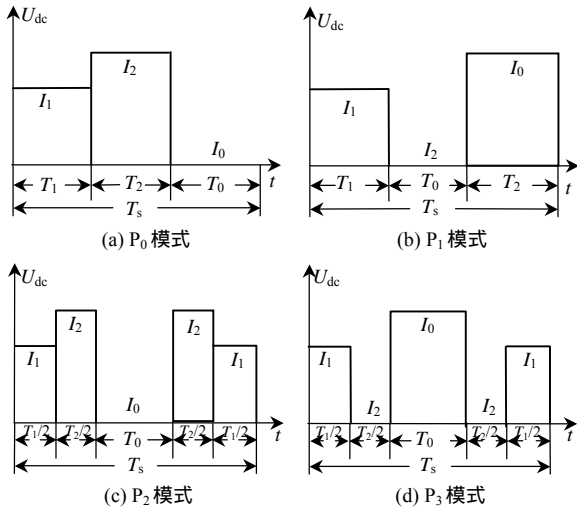 U_dc
I_1
I_2
I_0
T_1 T_2 T_0 t
T_s
(a) P_0 模式
U_dc
I_1
I_0
I_2
T_1 T_0 T_2 t
T_s
(b) P_1 模式
U_dc
I_2 I_2
I_1 I_1
I_0
T_1/2 T_2/2 T_0 T_2/2 T_1/2 t
T_s
(c) P_2 模式
U_dc
I_0
I_1 I_1
I_2 I_2
T_1/2 T_2/2 T_0 T_2/2 T_1/2 t
T_s
(d) P_3 模式